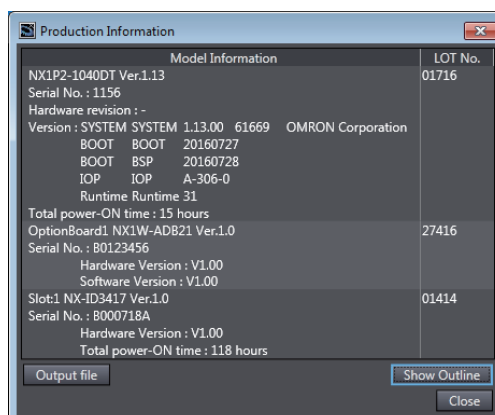 Production Information
Model Information LOT No.
NX1P2-1040DT Ver.1.13 01716
Serial No. : 1156
Hardware revision : -
Version : SYSTEM SYSTEM 1.13.00 61669 OMRON Corporation
BOOT BOOT 20160727
BOOT BSP 20160728
IOP IOP A-306-0
Runtime Runtime 31
Total power-ON time : 15 hours
OptionBoard1 NX1W-ADB21 Ver.1.0 27416
Serial No. : B0123456
Hardware Version : V1.00
Software Version : V1.00
Slot:1 NX-ID3417 Ver.1.0 01414
Serial No. : B000718A
Hardware Version : V1.00
Total power-ON time : 118 hours
Output file Show Outline
Close